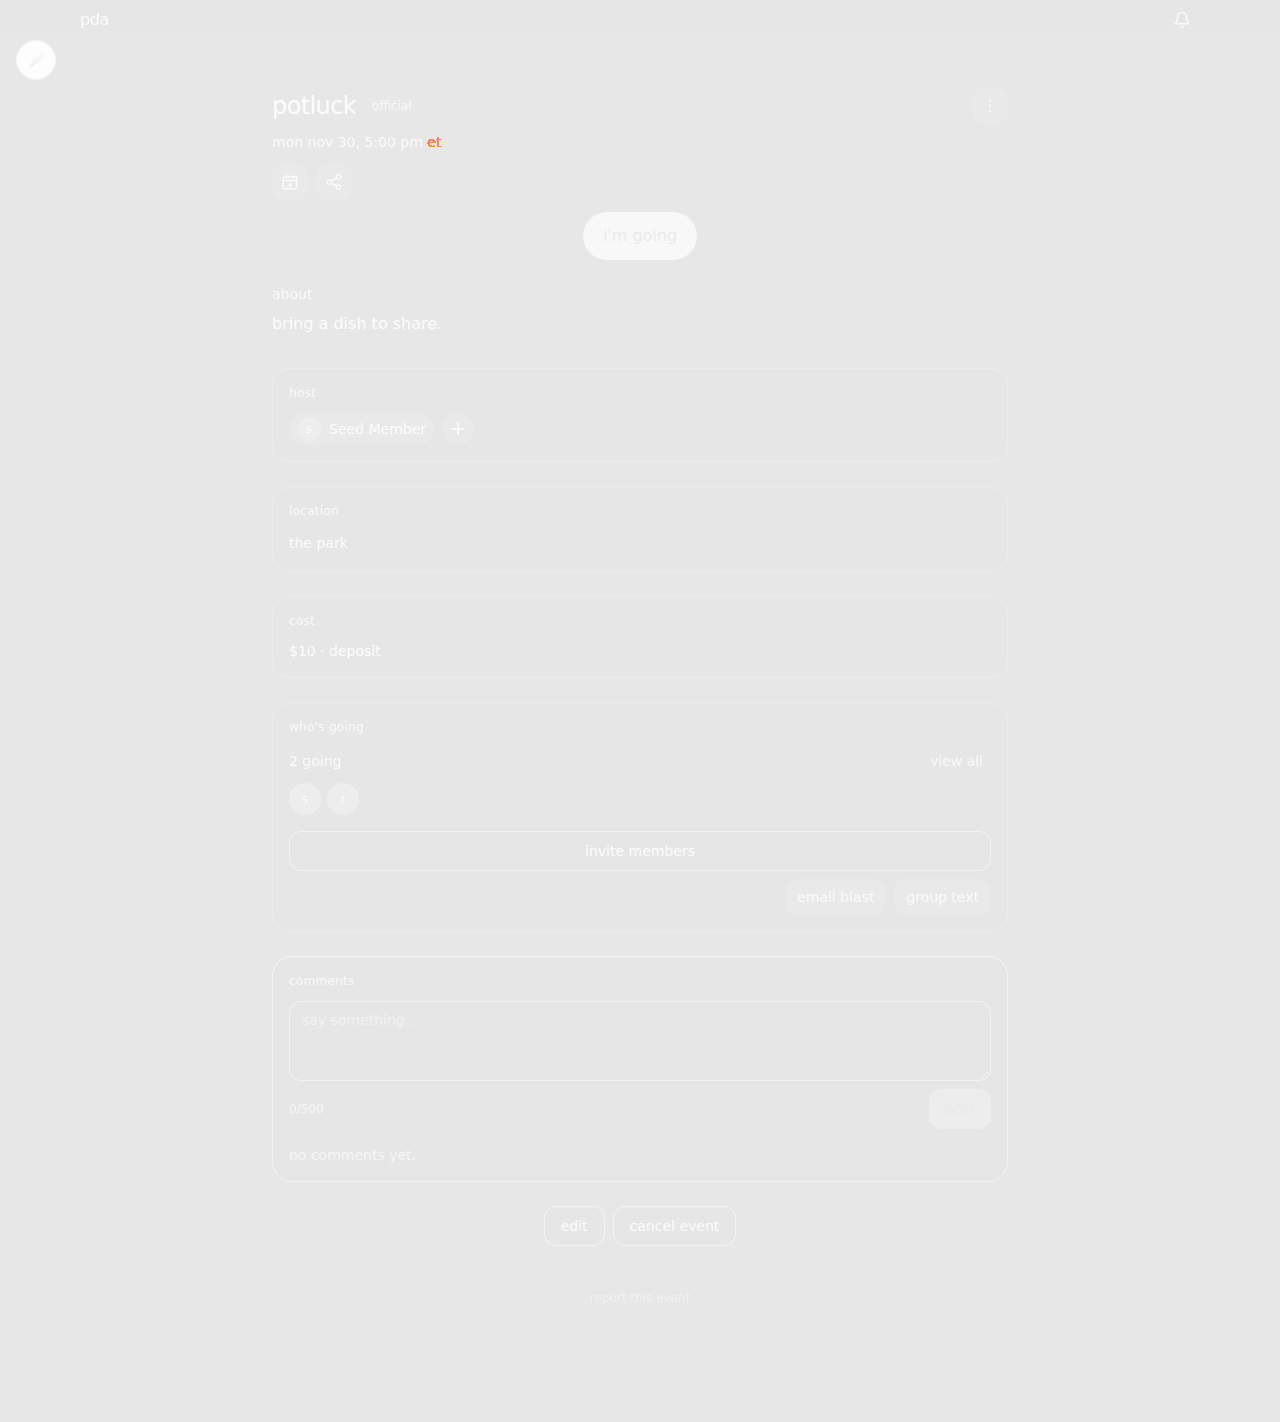 pda
potluck official
mon nov 30, 5:00 pm et
i'm going
about
bring a dish to share.
host
S Seed Member
location
the park
cost
$10 · deposit
who's going
2 going view all
S r
invite members
email blast group text
comments
say something...
0/500 post
no comments yet.
edit cancel event
report this event